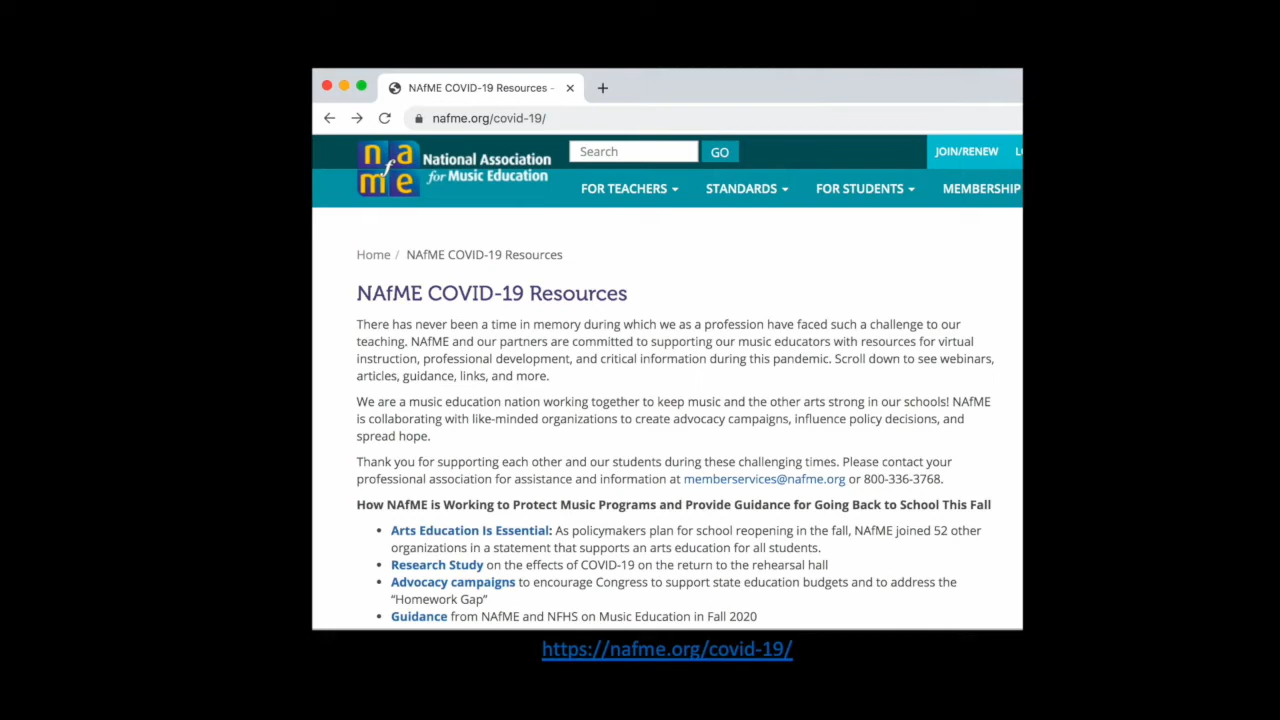 NAfME COVID-19 Resources -
nafme.org/covid-19/
nafme
National Association
for Music Education
Search
GO
JOIN/RENEW
FOR TEACHERS
STANDARDS
FOR STUDENTS
MEMBERSHIP
Home / NAfME COVID-19 Resources
NAfME COVID-19 Resources
There has never been a time in memory during which we as a profession have faced such a challenge to our
teaching. NAfME and our partners are committed to supporting our music educators with resources for virtual
instruction, professional development, and critical information during this pandemic. Scroll down to see webinars,
articles, guidance, links, and more.
We are a music education nation working together to keep music and the other arts strong in our schools! NAfME
is collaborating with like-minded organizations to create advocacy campaigns, influence policy decisions, and
spread hope.
Thank you for supporting each other and our students during these challenging times. Please contact your
professional association for assistance and information at memberservices@nafme.org or 800-336-3768.
How NAfME is Working to Protect Music Programs and Provide Guidance for Going Back to School This Fall
• Arts Education Is Essential: As policymakers plan for school reopening in the fall, NAfME joined 52 other
organizations in a statement that supports an arts education for all students.
• Research Study on the effects of COVID-19 on the return to the rehearsal hall
• Advocacy campaigns to encourage Congress to support state education budgets and to address the
“Homework Gap”
• Guidance from NAfME and NFHS on Music Education in Fall 2020
https://nafme.org/covid-19/